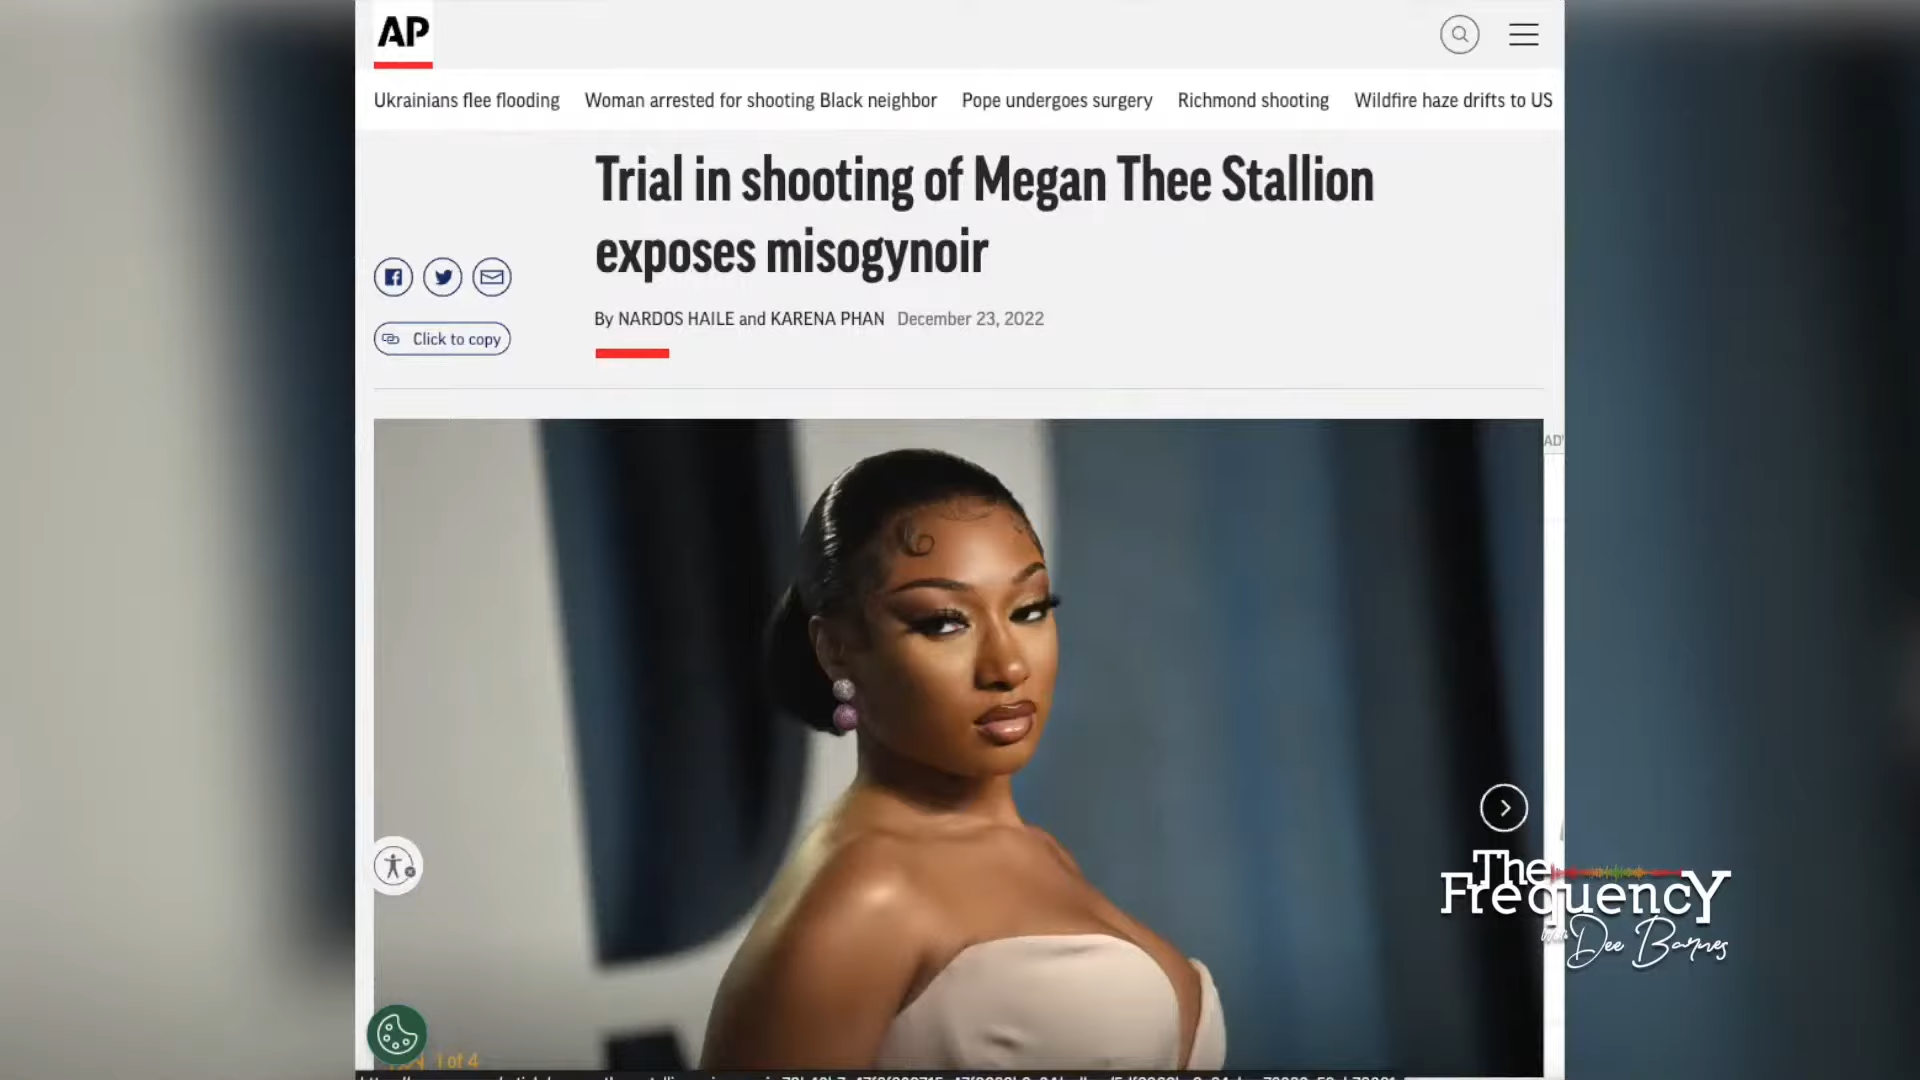 AP
Ukrainians flee flooding Woman arrested for shooting Black neighbor Pope undergoes surgery Richmond shooting Wildfire haze drifts to US
Trial in shooting of Megan Thee Stallion
exposes misogynoir
By NARDOS HAILE and KARENA PHAN December 23, 2022
Click to copy
The
Frequency
with Dee Barnes
1 of 4